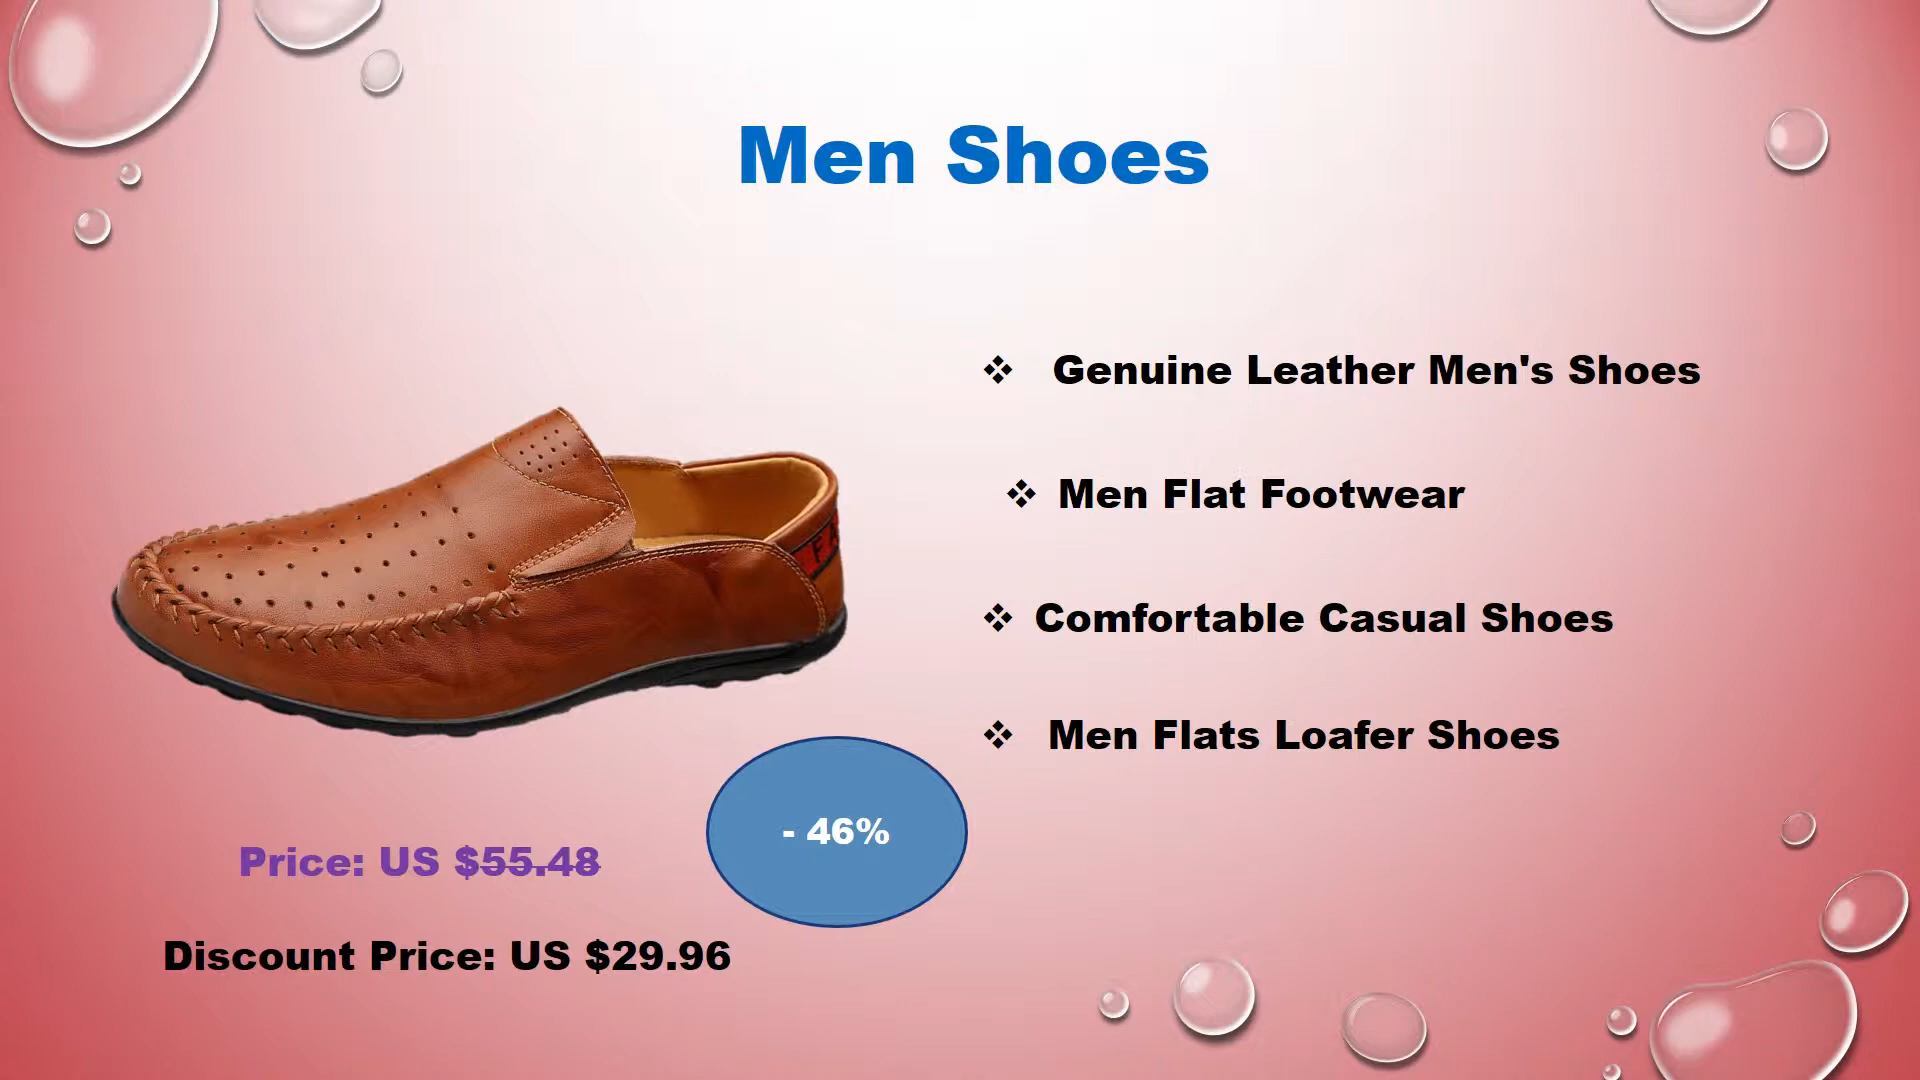 Men Shoes
❖ Genuine Leather Men's Shoes
❖ Men Flat Footwear
❖ Comfortable Casual Shoes
❖ Men Flats Loafer Shoes
FA
- 46%
Price: US $55.48
Discount Price: US $29.96